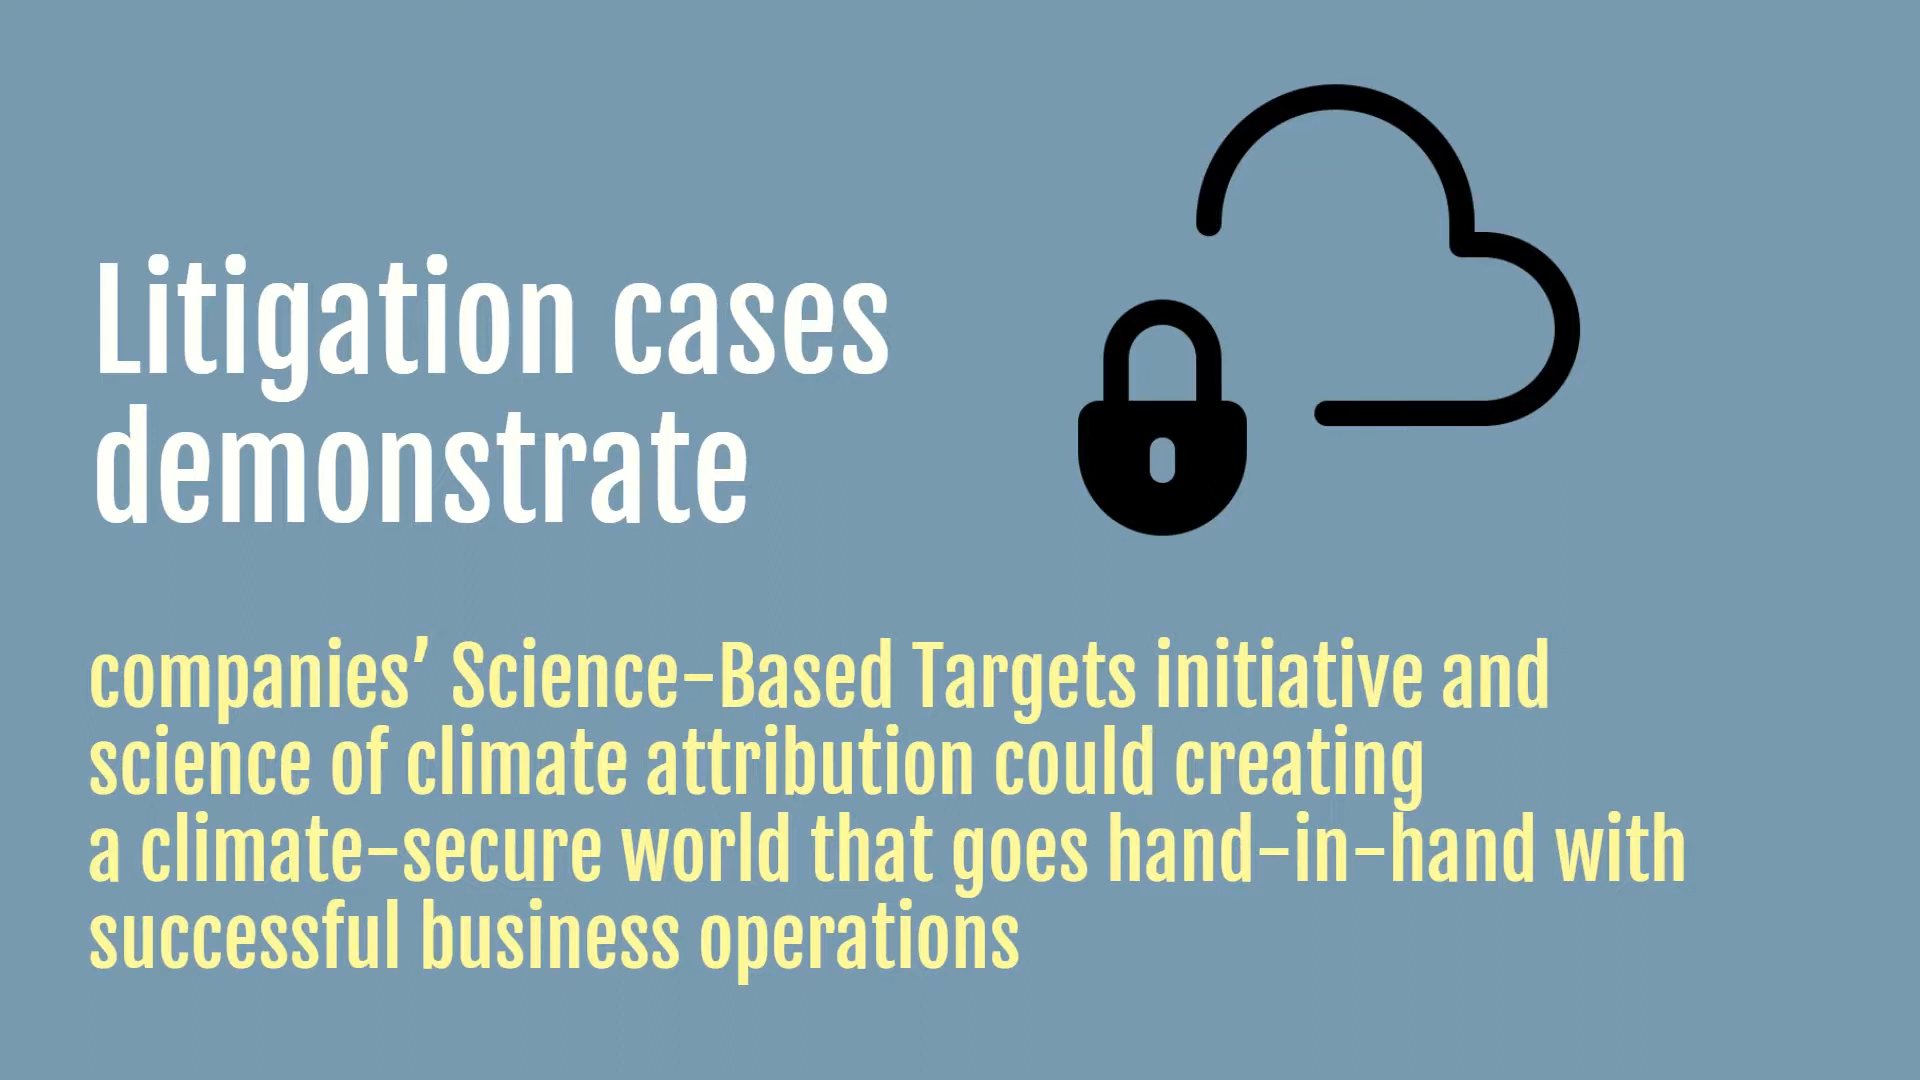 Litigation cases
demonstrate
companies’ Science-Based Targets initiative and
science of climate attribution could creating
a climate-secure world that goes hand-in-hand with
successful business operations